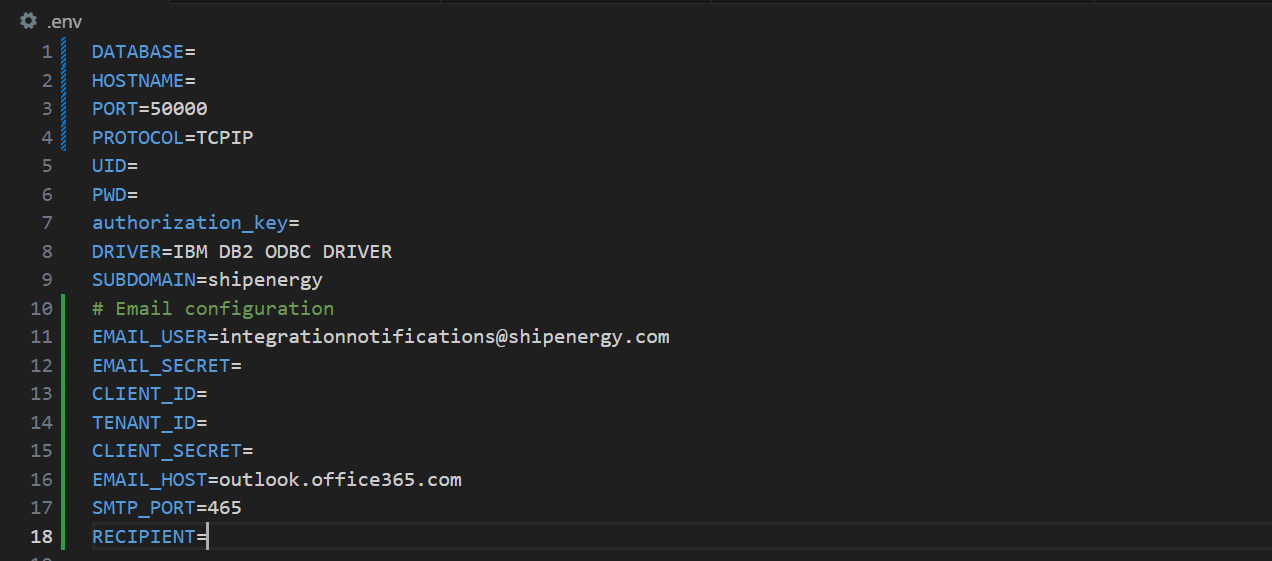 .env
1 DATABASE=
2 HOSTNAME=
3 PORT=50000
4 PROTOCOL=TCPIP
5 UID=
6 PWD=
7 authorization_key=
8 DRIVER=IBM DB2 ODBC DRIVER
9 SUBDOMAIN=shipenergy
10 # Email configuration
11 EMAIL_USER=integrationnotifications@shipenergy.com
12 EMAIL_SECRET=
13 CLIENT_ID=
14 TENANT_ID=
15 CLIENT_SECRET=
16 EMAIL_HOST=outlook.office365.com
17 SMTP_PORT=465
18 RECIPIENT=